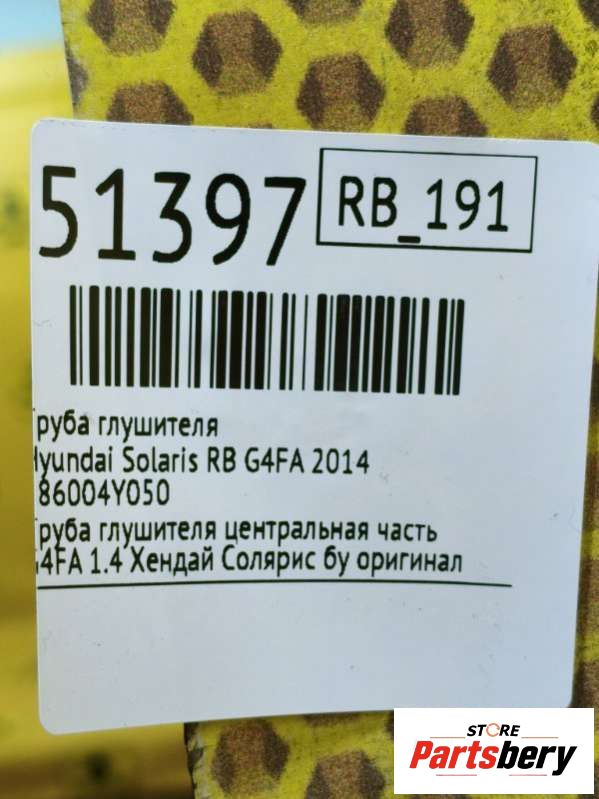 51397 RB_191
руба глушителя
yundai Solaris RB G4FA 2014
86004Y050
руба глушителя центральная часть
4FA 1.4 Хендай Солярис бу оригинал
STORE
Partsbery